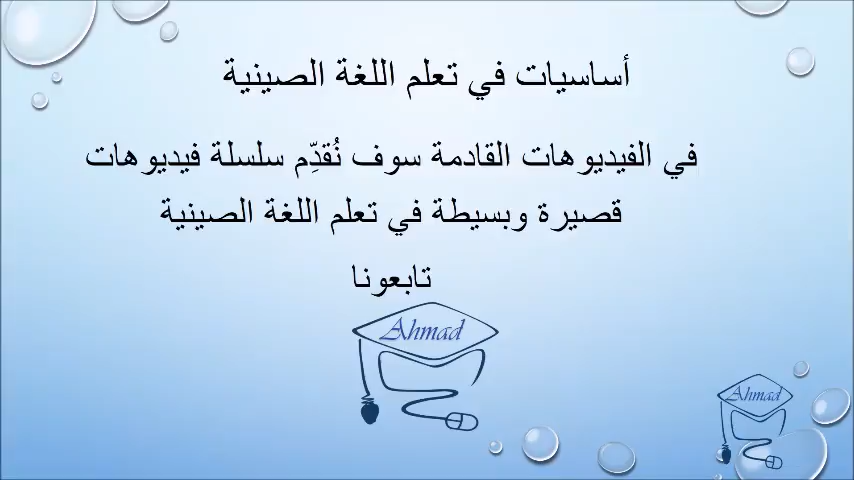 أساسيات في تعلم اللغة الصينية
في الفيديوهات القادمة سوف نُقدِّم سلسلة فيديوهات
قصيرة وبسيطة في تعلم اللغة الصينية
تابعونا
Ahmad
Ahmad